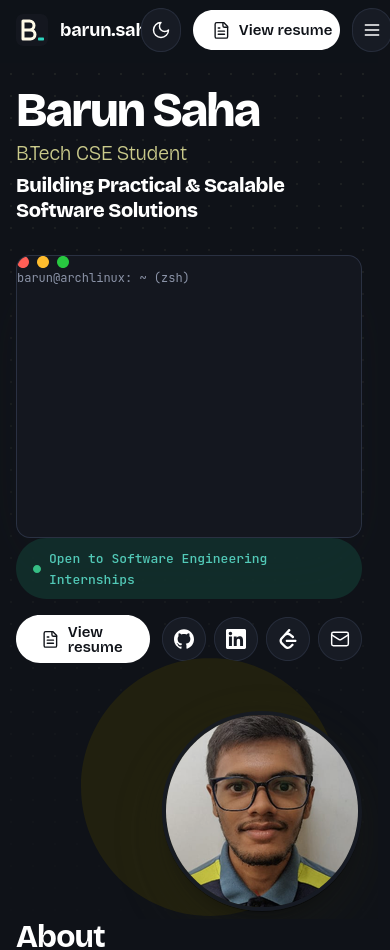 B.
barun.sah
View resume
Barun Saha
B.Tech CSE Student
Building Practical & Scalable
Software Solutions
barun@archlinux: ~ (zsh)
Open to Software Engineering
Internships
View
resume
About